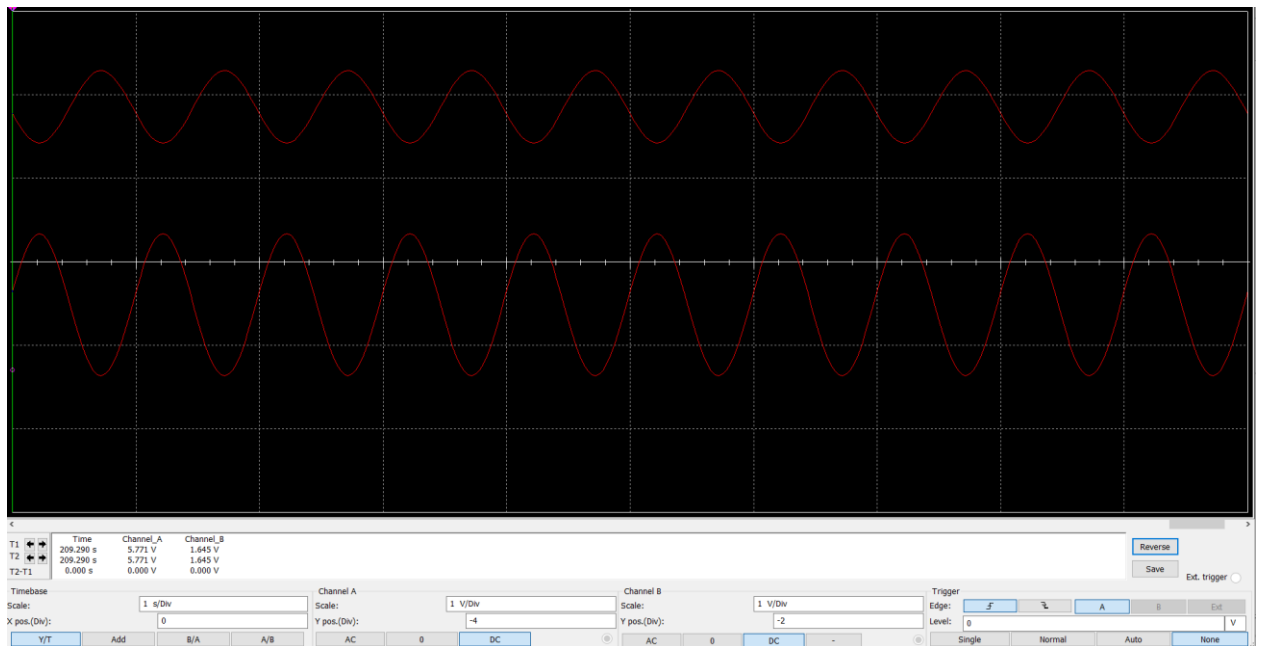 Time Channel_A Channel_B
T1 209.290 s 5.771 V 1.645 V
T2 209.290 s 5.771 V 1.645 V
T2-T1 0.000 s 0.000 V 0.000 V
Reverse
Save
Ext. trigger
Timebase
Scale: 1 s/Div
X pos.(Div): 0
Y/T Add B/A A/B
Channel A
Scale: 1 V/Div
Y pos.(Div): -4
AC 0 DC
Channel B
Scale: 1 V/Div
Y pos.(Div): -2
AC 0 DC -
Trigger
Edge: A B Ext
Level: 0 V
Single Normal Auto None